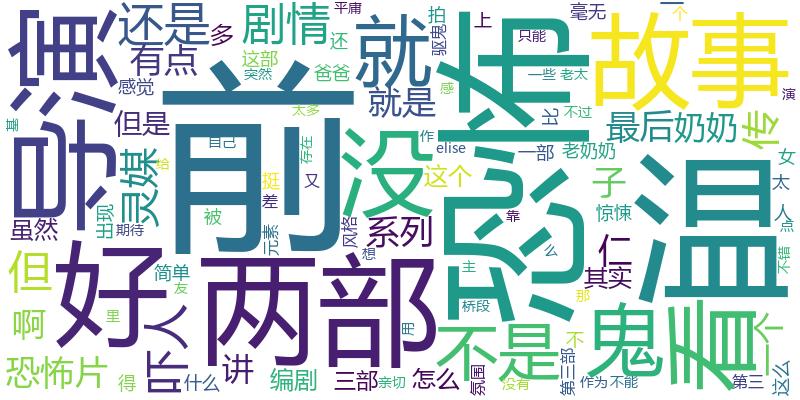 前
恐怖
温
故事
导演
两部
好
没
就
看
鬼
不是
还是
剧情
有点
多
这部
爸爸
还
平庸
拍
驱鬼
上
只能
毫无
一
个
一些
老太
感
不过
比
演
突然
感觉
但是
就是
太多
最后奶奶
传
基
灵媒
给
自己
存在
作
elise
一部
老奶奶
女
挺
又
这个
子
太
人
出现
期待
被
差
元素
风格
靠
惊悚
点
虽然
系列
仁
不错
但
简单
友
想
主
么
其实
那
啊
里
吓人
用
桥段
一个
恐怖片
得
什么
讲
编剧
三部
亲切
怎么
氛围
没有
第三部
不
作为
不能
第三
这么